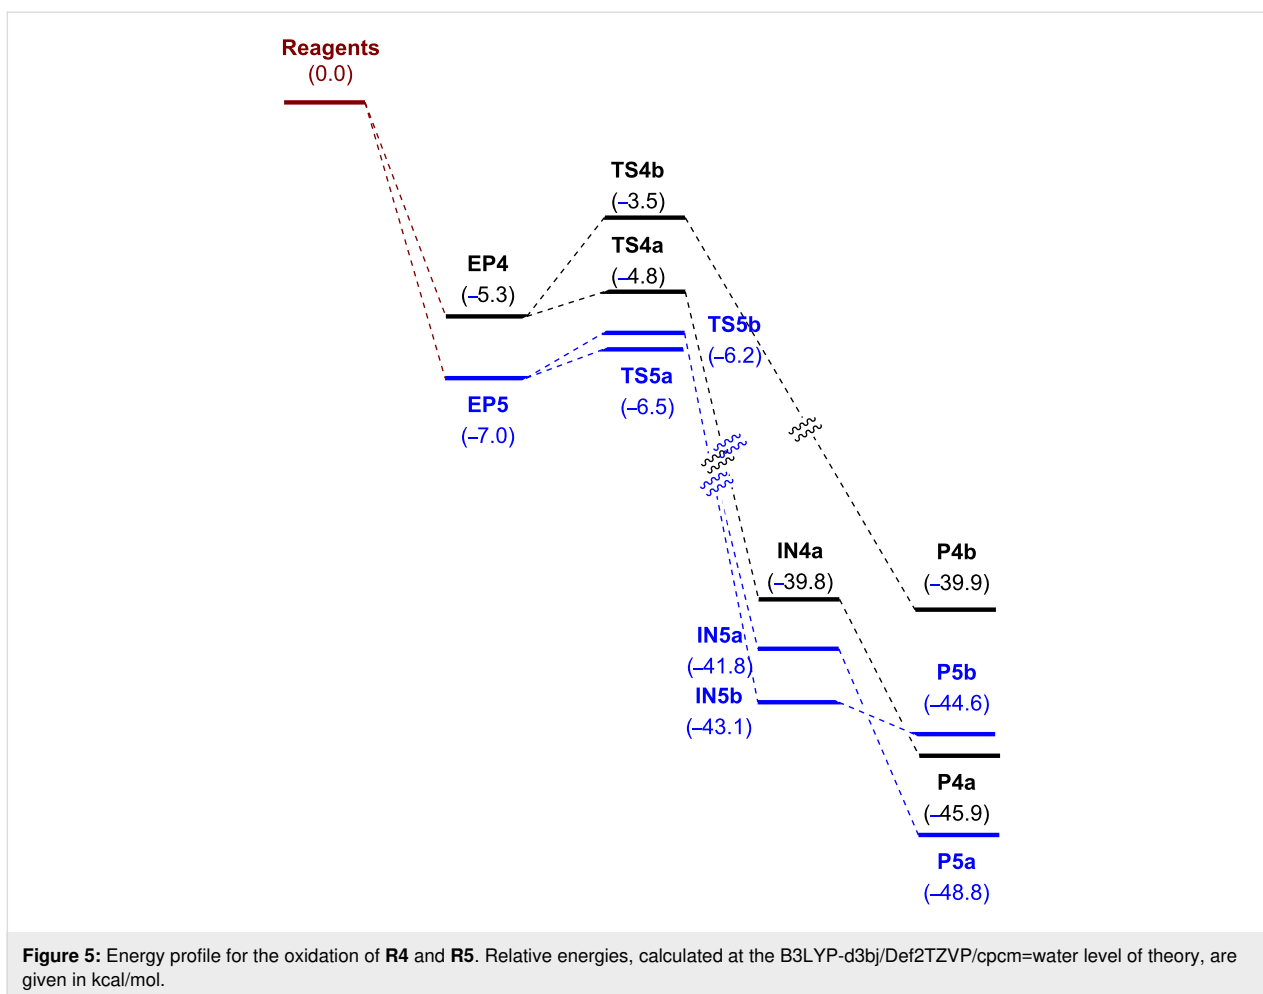 Reagents
(0.0)
TS4b
(–3.5)
TS4a
(–4.8)
EP4
(–5.3)
TS5b
(–6.2)
TS5a
(–6.5)
EP5
(–7.0)
IN4a
(–39.8)
P4b
(–39.9)
IN5a
(–41.8)
IN5b
(–43.1)
P5b
(–44.6)
P4a
(–45.9)
P5a
(–48.8)
Figure 5: Energy profile for the oxidation of R4 and R5. Relative energies, calculated at the B3LYP-d3bj/Def2TZVP/cpcm=water level of theory, are
given in kcal/mol.